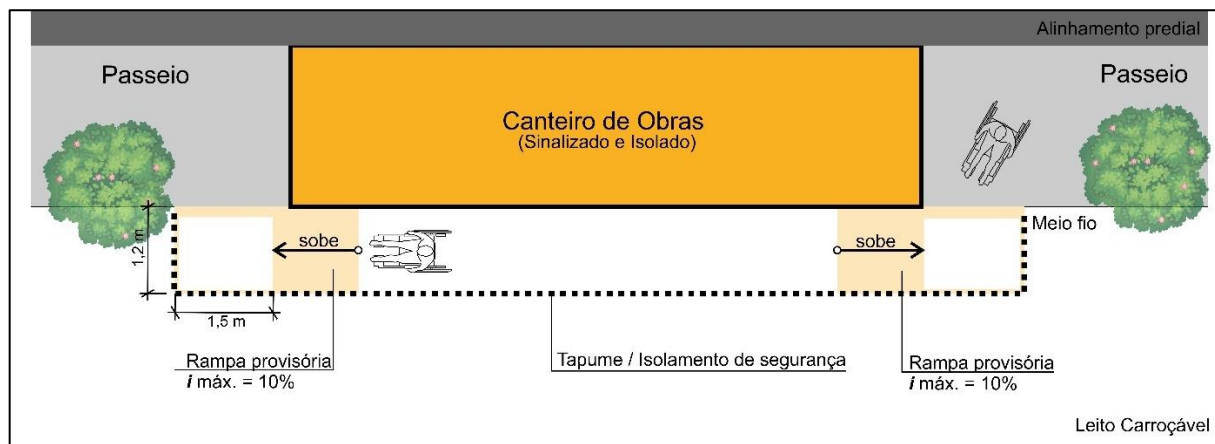 Alinhamento predial
Passeio
Passeio
Canteiro de Obras
(Sinalizado e Isolado)
Meio fio
sobe
sobe
1,2 m
1,5 m
Rampa provisória
i máx. = 10%
Tapume / Isolamento de segurança
Rampa provisória
i máx. = 10%
Leito Carroçável